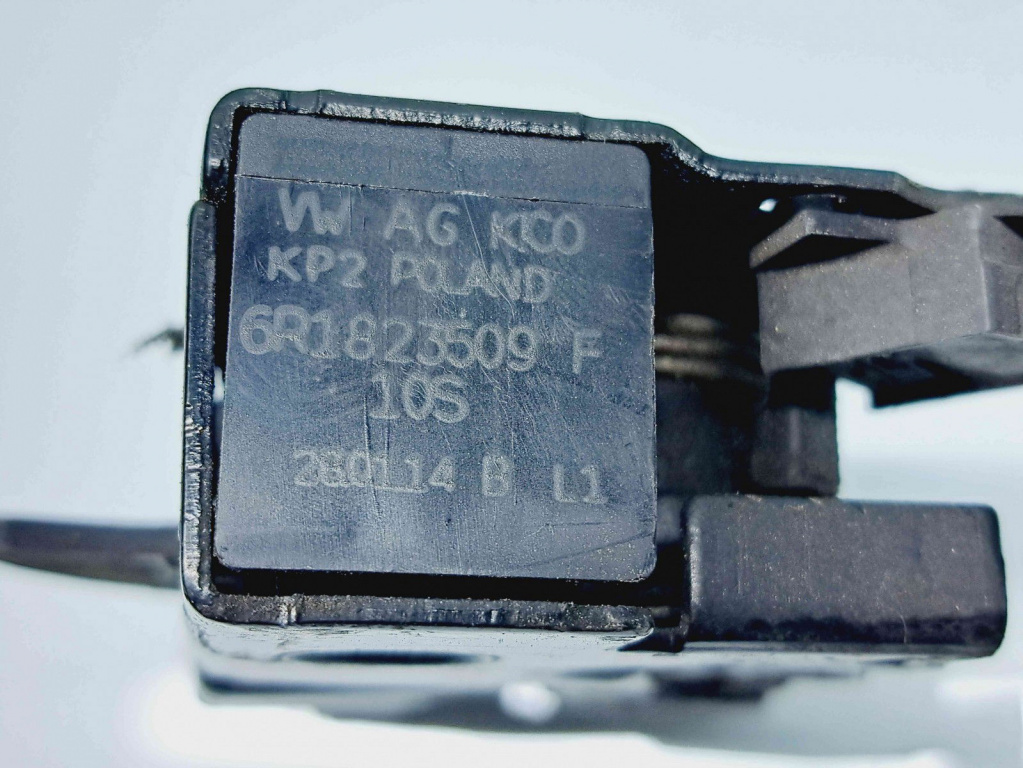 VW AG KICO
KP2 POLAND
6R1823509 F
10S
280114 B L1